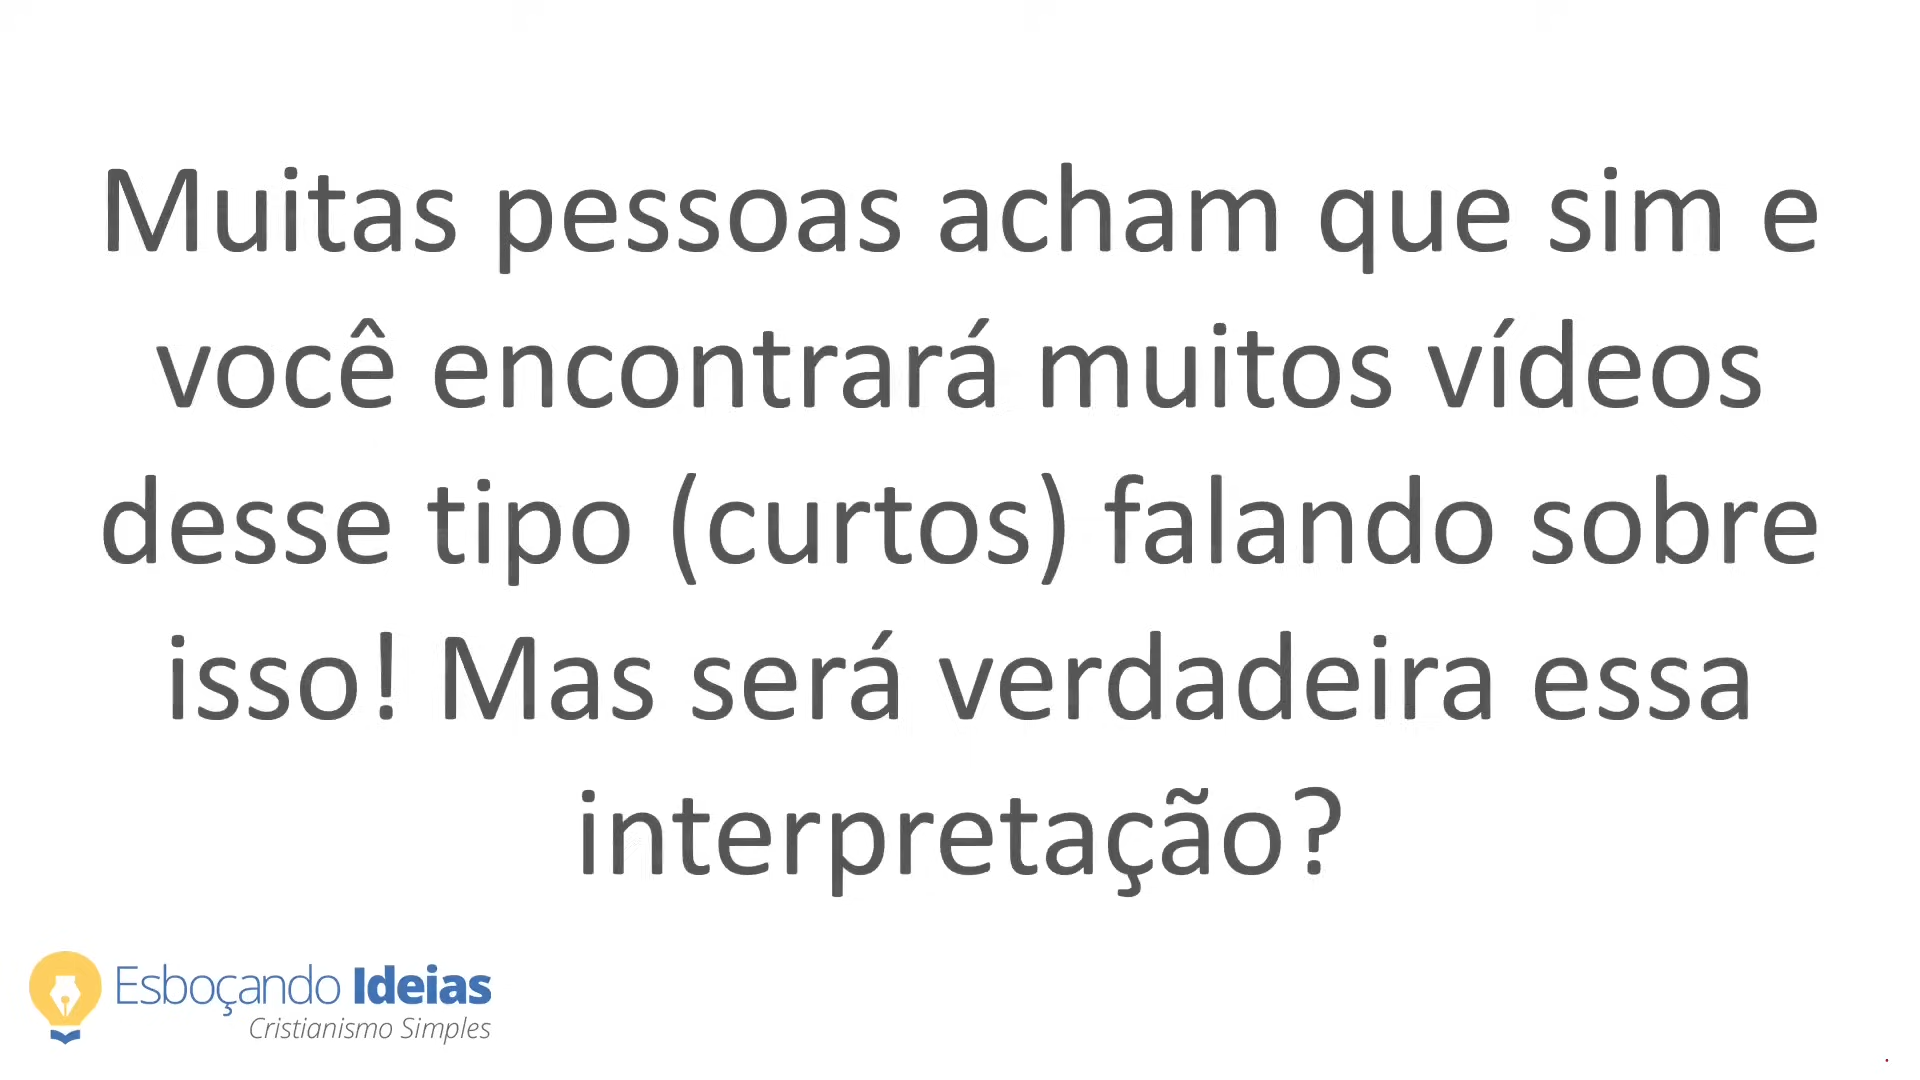 Muitas pessoas acham que sim e
você encontrará muitos vídeos
desse tipo (curtos) falando sobre
isso! Mas será verdadeira essa
interpretação?
Esboçando Ideias
Cristianismo Simples